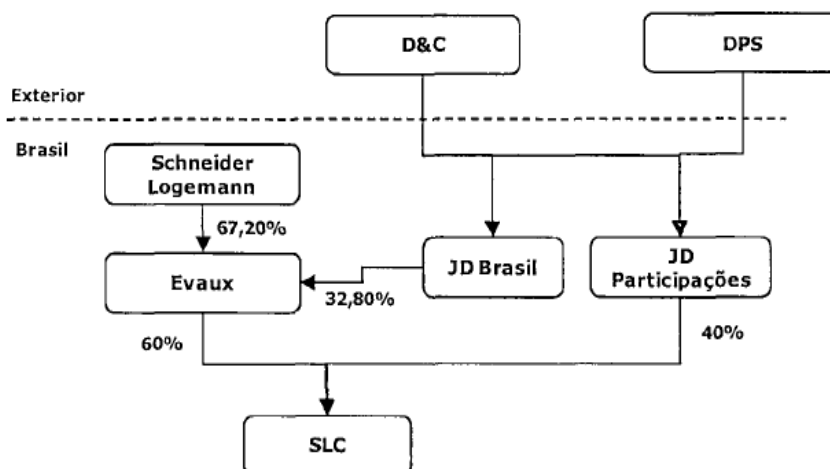 D&C
DPS
Exterior
Brasil
Schneider
Logemann
67,20%
Evaux
32,80%
JD Brasil
JD
Participações
60%
40%
SLC